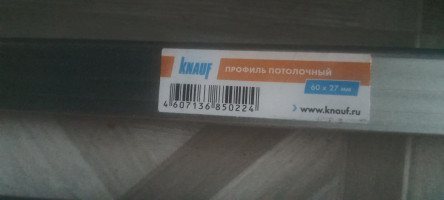 KNAUF
ПРОФИЛЬ ПОТОЛОЧНЫЙ
60 x 27 мм
4 607136 850224
www.knauf.ru